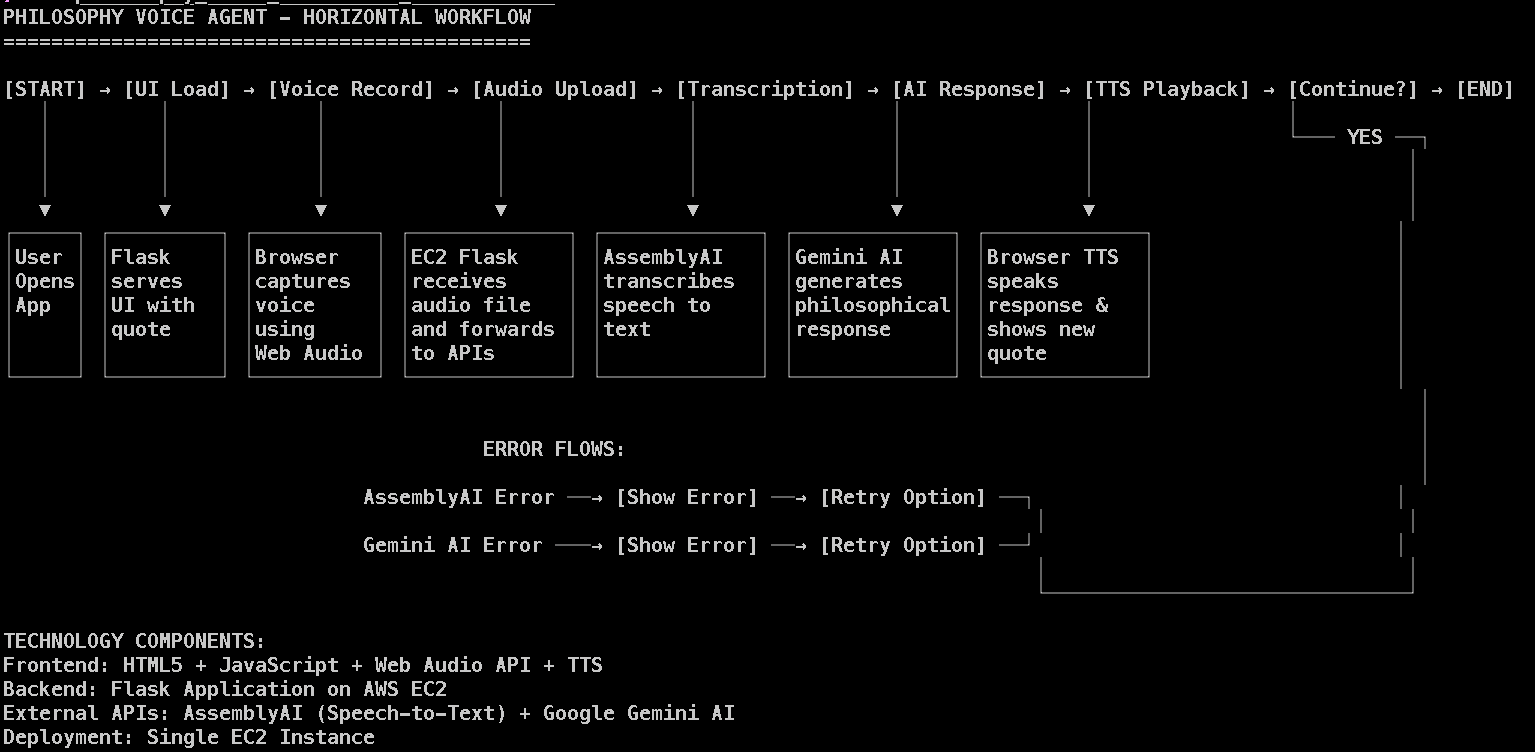 PHILOSOPHY VOICE AGENT - HORIZONTAL WORKFLOW
============================================
[START] → [UI Load] → [Voice Record] → [Audio Upload] → [Transcription] → [AI Response] → [TTS Playback] → [Continue?] → [END]
YES
User
Opens
App
Flask
serves
UI with
quote
Browser
captures
voice
using
Web Audio
EC2 Flask
receives
audio file
and forwards
to APIs
AssemblyAI
transcribes
speech to
text
Gemini AI
generates
philosophical
response
Browser TTS
speaks
response &
shows new
quote
ERROR FLOWS:
AssemblyAI Error ──→ [Show Error] ──→ [Retry Option]
Gemini AI Error ───→ [Show Error] ──→ [Retry Option]
TECHNOLOGY COMPONENTS:
Frontend: HTML5 + JavaScript + Web Audio API + TTS
Backend: Flask Application on AWS EC2
External APIs: AssemblyAI (Speech-to-Text) + Google Gemini AI
Deployment: Single EC2 Instance